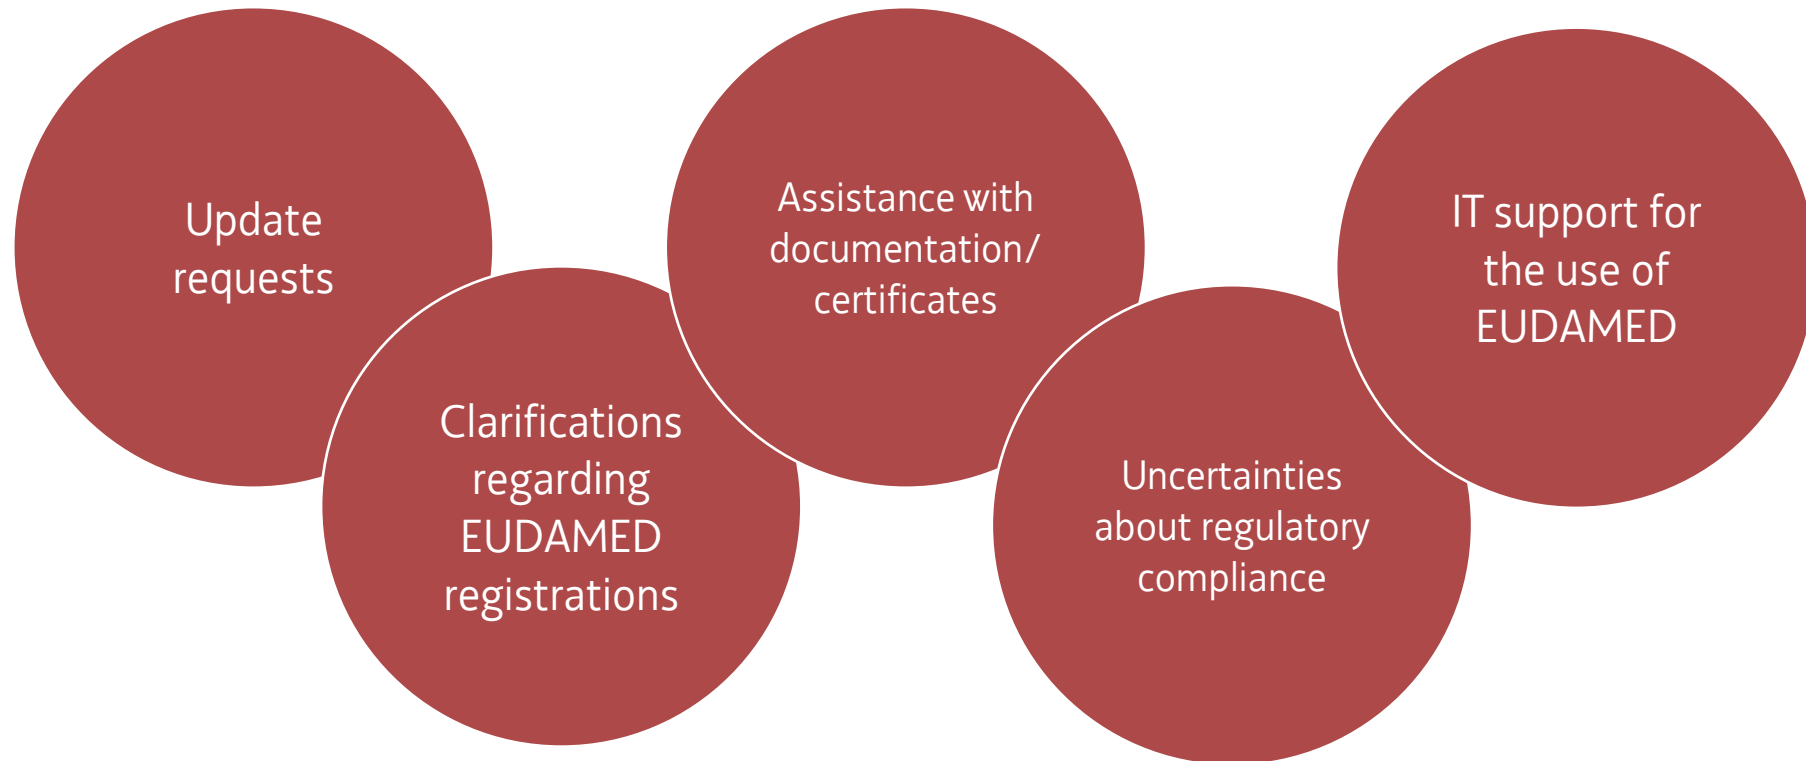 Update
requests
Clarifications
regarding
EUDAMED
registrations
Assistance with
documentation/
certificates
Uncertainties
about regulatory
compliance
IT support for
the use of
EUDAMED